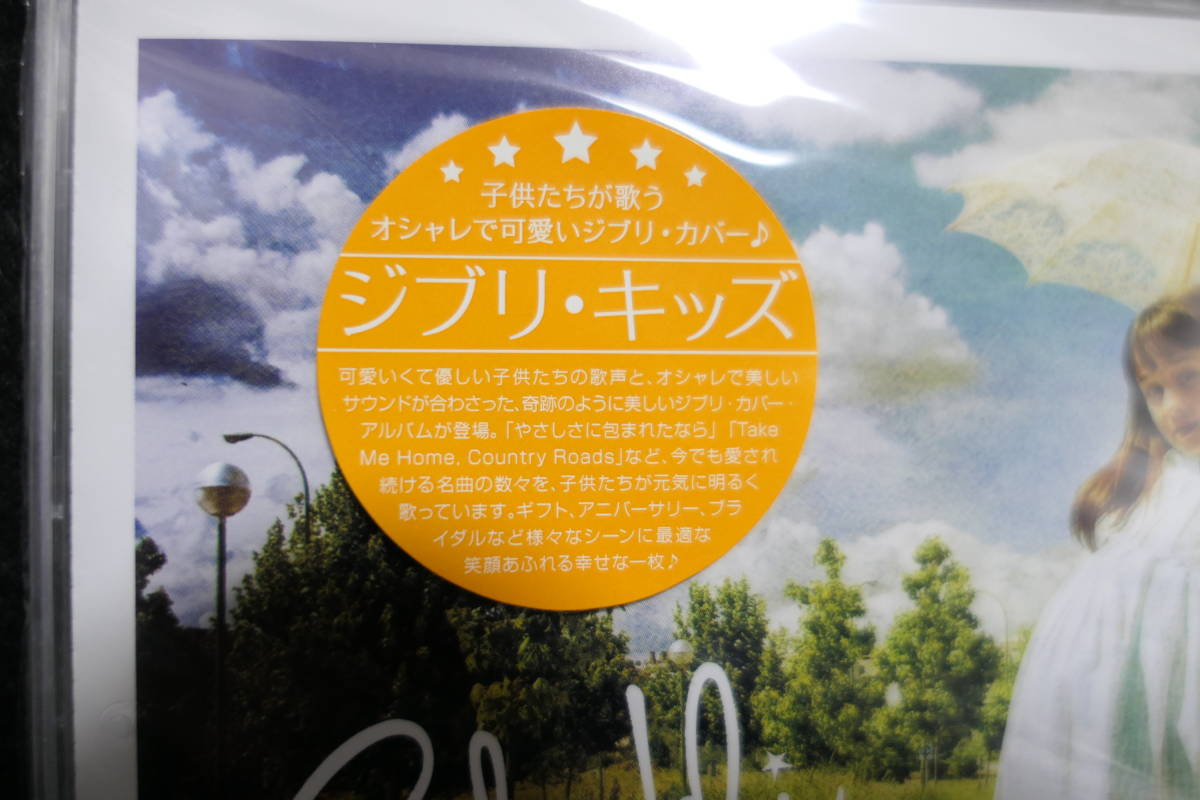 子供たちが歌う
オシャレで可愛いジブリ・カバー♪
ジブリ・キッズ
可愛いくて優しい子供たちの歌声と、オシャレで美しい
サウンドが合わさった、奇跡のように美しいジブリ・カバー・
アルバムが登場。「やさしさに包まれたなら」「Take
Me Home, Country Roads」など、今でも愛され
続ける名曲の数々を、子供たちが元気に明るく
歌っています。ギフト、アニバーサリー、ブラ
イダルなど様々なシーンに最適な
笑顔あふれる幸せな一枚♪